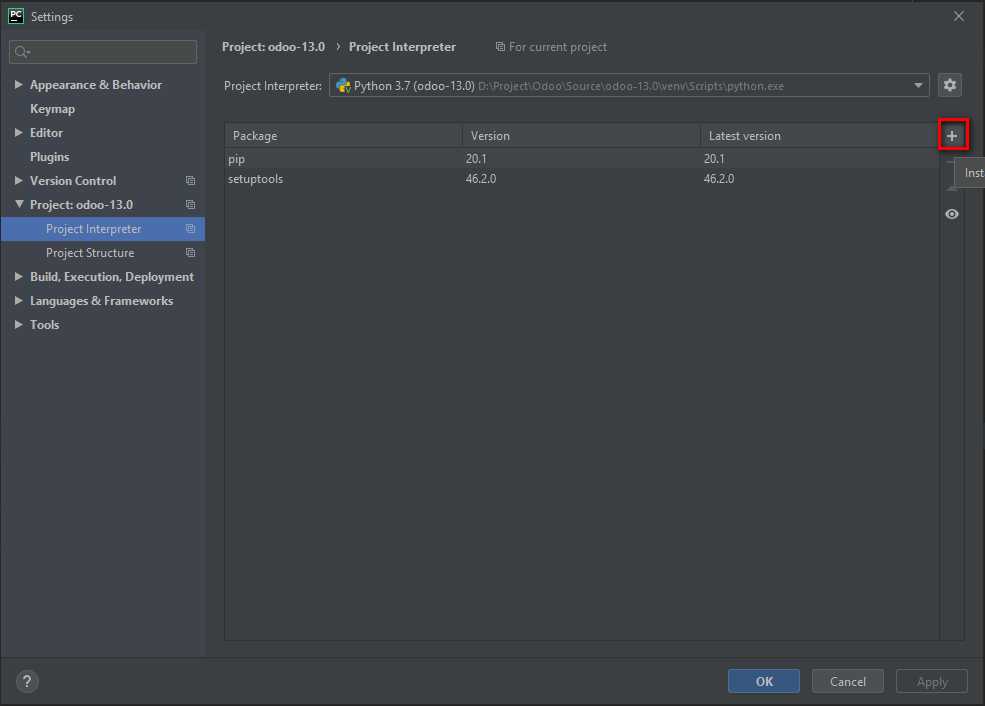 PC Settings
Project: odoo-13.0 › Project Interpreter For current project
Appearance & Behavior
Keymap
Editor
Plugins
Version Control
Project: odoo-13.0
Project Interpreter
Project Structure
Build, Execution, Deployment
Languages & Frameworks
Tools
Project Interpreter: Python 3.7 (odoo-13.0) D:\Project\Odoo\Source\odoo-13.0\venv\Scripts\python.exe
Package Version Latest version
pip 20.1 20.1
setuptools 46.2.0 46.2.0
Inst
? OK Cancel Apply